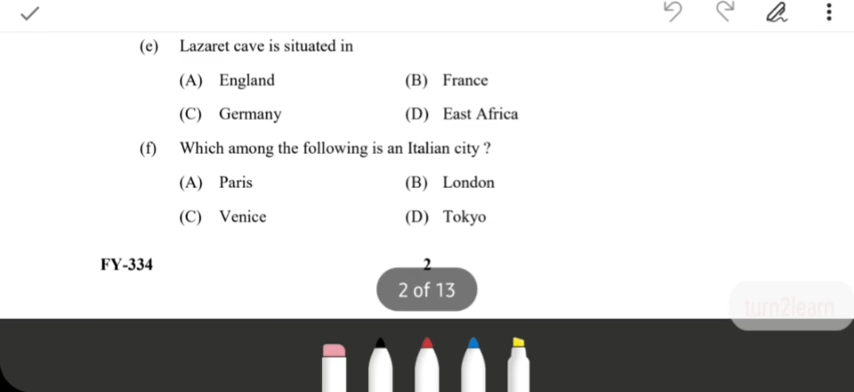 (e) Lazaret cave is situated in
(A) England (B) France
(C) Germany (D) East Africa
(f) Which among the following is an Italian city ?
(A) Paris (B) London
(C) Venice (D) Tokyo
FY-334 2
2 of 13
turn2learn